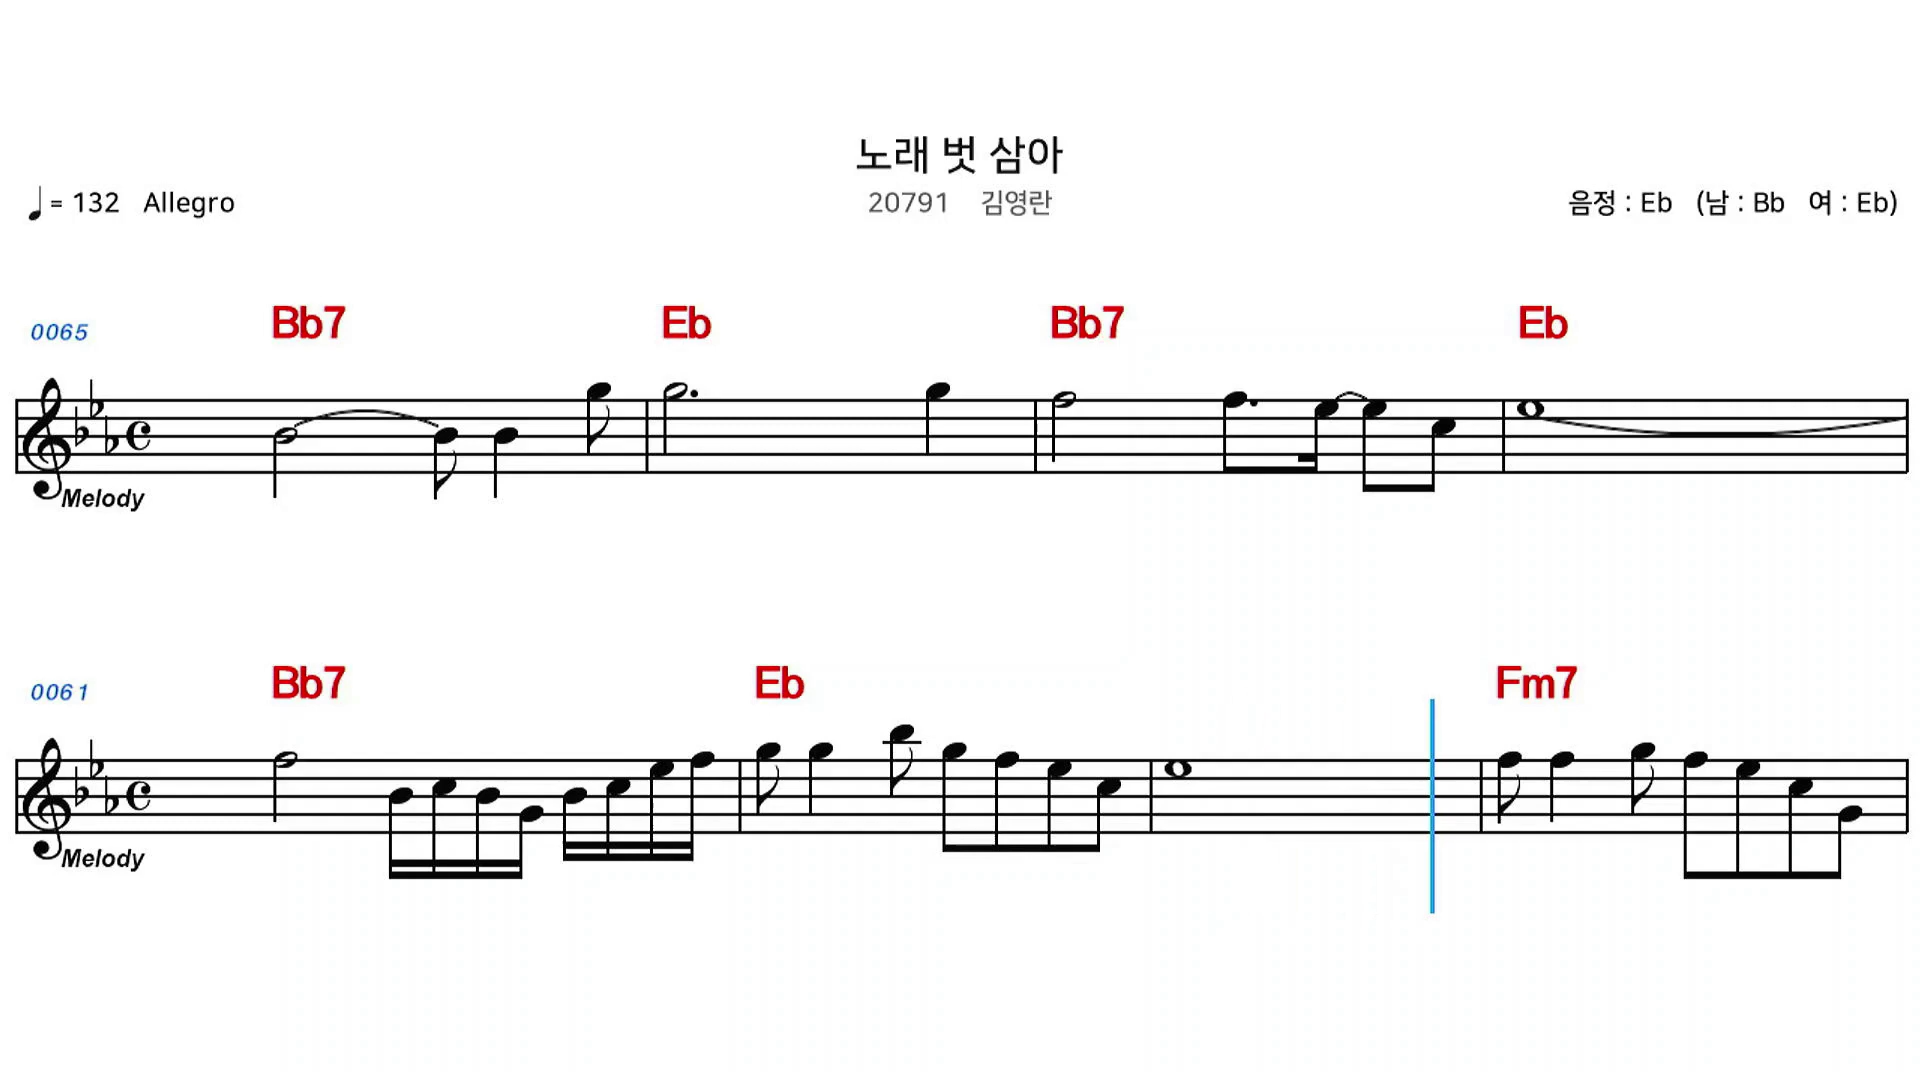 노래 벗 삼아
♩= 132 Allegro
20791 김영란
음정 : Eb (남 : Bb 여 : Eb)
0065 Bb7 Eb Bb7 Eb
Melody
0061 Bb7 Eb Fm7
Melody